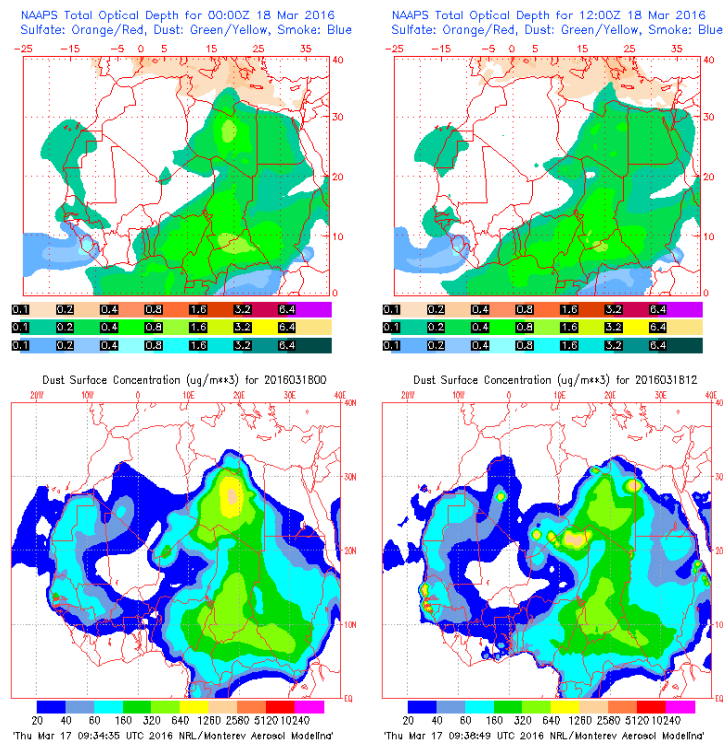 NAAPS Total Optical Depth for 00:00Z 18 Mar 2016
Sulfate: Orange/Red, Dust: Green/Yellow, Smoke: Blue
-25 -15 -5 0 5 15 25 35 40
30
20
10
0
0.1 0.2 0.4 0.8 1.6 3.2 6.4
0.1 0.2 0.4 0.8 1.6 3.2 6.4
0.1 0.2 0.4 0.8 1.6 3.2 6.4
NAAPS Total Optical Depth for 12:00Z 18 Mar 2016
Sulfate: Orange/Red, Dust: Green/Yellow, Smoke: Blue
-25 -15 -5 0 5 15 25 35 40
30
20
10
0
0.1 0.2 0.4 0.8 1.6 3.2 6.4
0.1 0.2 0.4 0.8 1.6 3.2 6.4
0.1 0.2 0.4 0.8 1.6 3.2 6.4
Dust Surface Concentration (ug/m**3) for 2016031800
20W 10W 0 10E 20E 30E 40E
40N
30N
20N
10N
EQ
20 40 60 160 320 640 1260 2580 5120 10240
'Thu Mar 17 09:34:35 UTC 2016 NRL/Monterey Aerosol Modeling'
Dust Surface Concentration (ug/m**3) for 2016031812
20W 10W 0 10E 20E 30E 40E
40N
30N
20N
10N
EQ
20 40 80 160 320 640 1260 2580 5120 10240
'Thu Mar 17 09:38:49 UTC 2016 NRL/Monterey Aerosol Modeling'